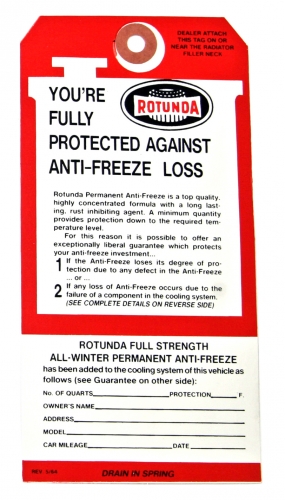 DEALER ATTACH
THIS TAG ON OR
NEAR THE RADIATOR
FILLER NECK
YOU'RE
FULLY
PROTECTED AGAINST
ANTI-FREEZE LOSS
ROTUNDA
Rotunda Permanent Anti-Freeze is a top quality,
highly concentrated formula with a long last-
ing, rust inhibiting agent. A minimum quantity
provides protection down to the required tem-
perature level.
For this reason it is possible to offer an
exceptionally liberal guarantee which protects
your anti-freeze investment...
1 If the Anti-Freeze loses its degree of pro-
tection due to any defect in the Anti-Freeze
... or ...
2 If any loss of Anti-Freeze occurs due to the
failure of a component in the cooling system.
(SEE COMPLETE DETAILS ON REVERSE SIDE)
ROTUNDA FULL STRENGTH
ALL-WINTER PERMANENT ANTI-FREEZE
has been added to the cooling system of this vehicle as
follows (see Guarantee on other side):
No. OF QUARTS PROTECTION F.
OWNER'S NAME
ADDRESS
MODEL
CAR MILEAGE DATE
REV. 5/64
DRAIN IN SPRING